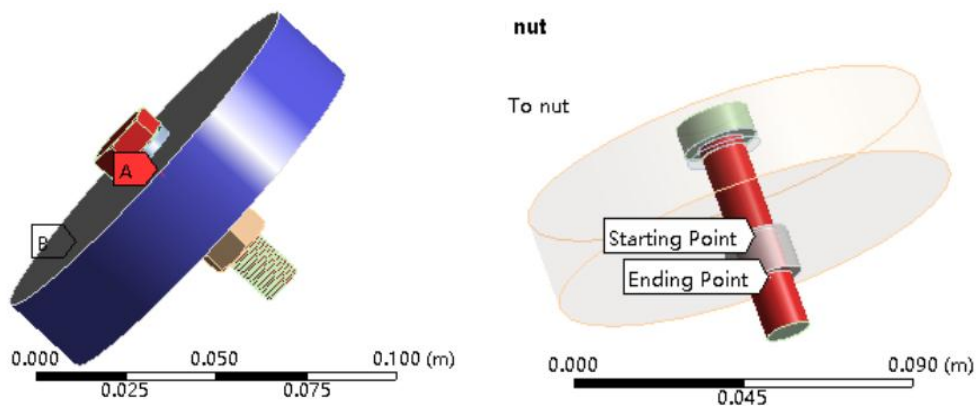 A
B
0.000 0.050 0.100 (m)
0.025 0.075
nut
To nut
Starting Point
Ending Point
0.000 0.090 (m)
0.045